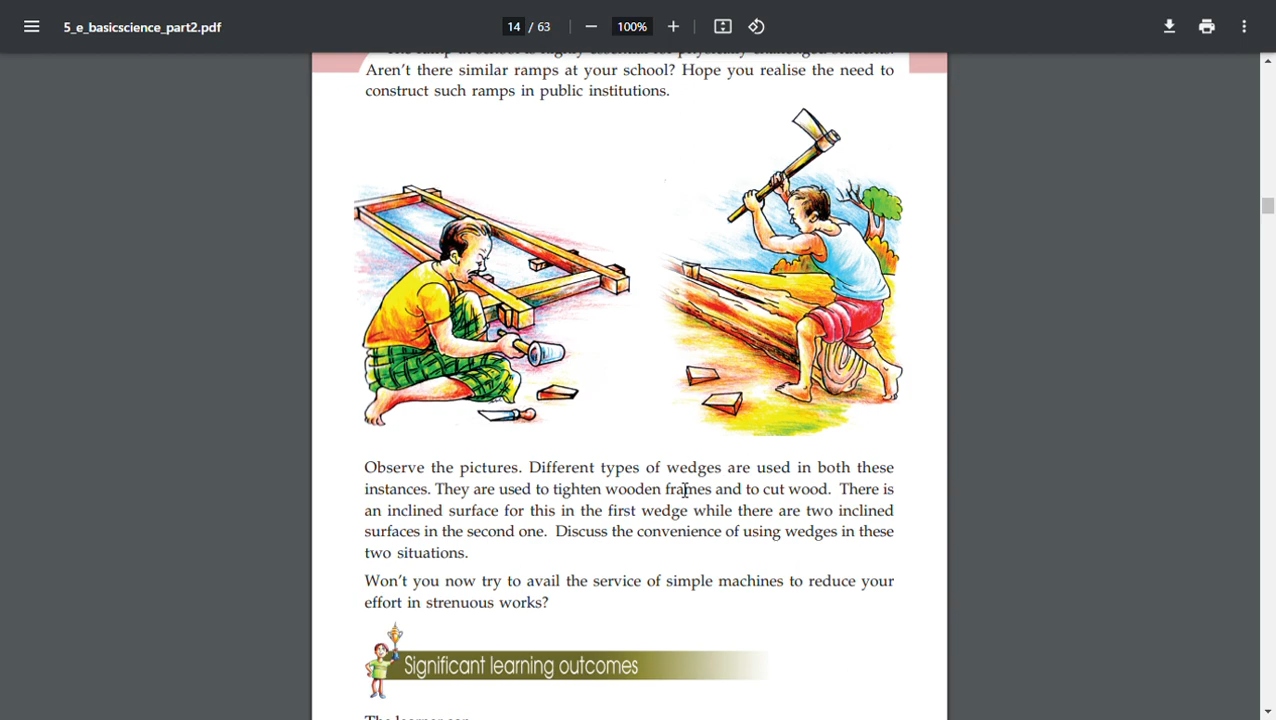 5_e_basicscience_part2.pdf
14 / 63
100%
Aren't there similar ramps at your school? Hope you realise the need to
construct such ramps in public institutions.
Observe the pictures. Different types of wedges are used in both these
instances. They are used to tighten wooden frames and to cut wood. There is
an inclined surface for this in the first wedge while there are two inclined
surfaces in the second one. Discuss the convenience of using wedges in these
two situations.
Won't you now try to avail the service of simple machines to reduce your
effort in strenuous works?
Significant learning outcomes